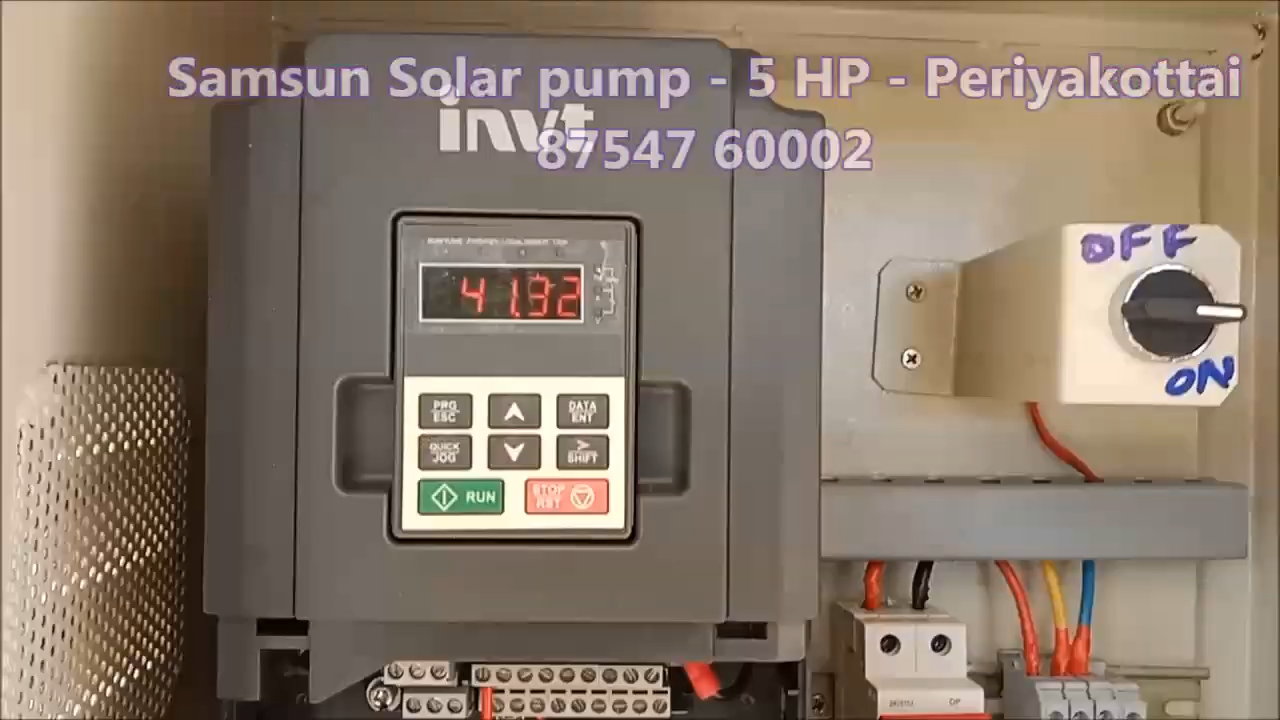 Samsun Solar pump - 5 HP - Periyakottai
invt
87547 60002
OFF
41.92
ON
PRG
ESC
DATA
ENT
QUICK
JOG
SHIFT
RUN
STOP
RST
DP